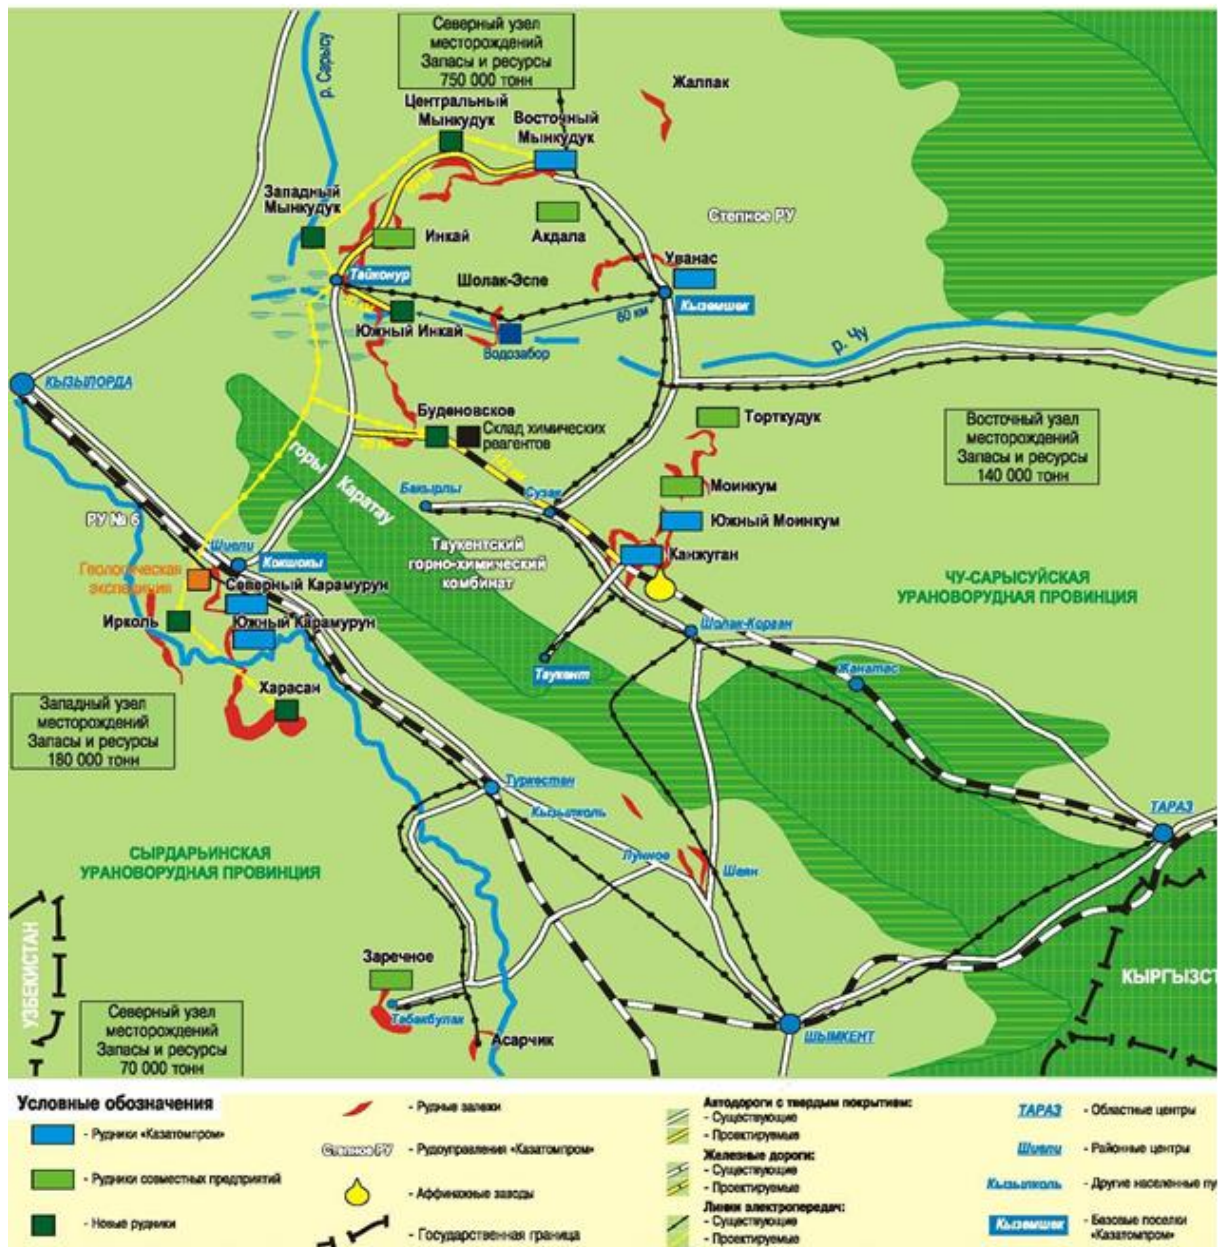 Северный узел
месторождений
Запасы и ресурсы
750 000 тонн
р. Сарысу
Жалпак
Центральный
Мынкудук
Восточный
Мынкудук
Западный
Мынкудук
Степное РУ
Инкай
Акдала
Уванас
Тайконур
Шолак-Эспе
Кыземшек
Южный Инкай
Водозабор
60 км
р. Чу
КЫЗЫЛОРДА
Буденовское
Склад химических
реагентов
Торткудук
Восточный узел
месторождений
Запасы и ресурсы
140 000 тонн
горы
Каратау
Бакырлы
Сузак
Моинкум
РУ № 6
Южный Моинкум
Шиели
Кокшокы
Таукентский
горно-химический
комбинат
Канжуган
Геологическая
экспедиция
Северный Карамурун
ЧУ-САРЫСУЙСКАЯ
УРАНОВОРУДНАЯ ПРОВИНЦИЯ
Ирколь
Южный Карамурун
Шолак-Корган
Таукент
Жанатас
Харасан
Западный узел
месторождений
Запасы и ресурсы
180 000 тонн
Туркестан
Кызылколь
ТАРАЗ
СЫРДАРЬИНСКАЯ
УРАНОВОРУДНАЯ ПРОВИНЦИЯ
Лунное
Шаян
УЗБЕКИСТАН
Заречное
КЫРГЫЗСТ
Табакбулак
Асарчик
ШЫМКЕНТ
Северный узел
месторождений
Запасы и ресурсы
70 000 тонн
Условные обозначения
- Рудники «Казатомпром»
- Рудники совместных предприятий
- Новые рудники
- Рудные залежи
Степное РУ - Рудоуправления «Казатомпром»
- Аффинажные заводы
- Государственная граница
Автодороги с твердым покрытием:
- Существующие
- Проектируемые
Железные дороги:
- Существующие
- Проектируемые
Линии электропередач:
- Существующие
- Проектируемые
ТАРАЗ - Областные центры
Шиели - Районные центры
Кызылколь - Другие населенные пу
Кыземшек - Базовые поселки
«Казатомпром»